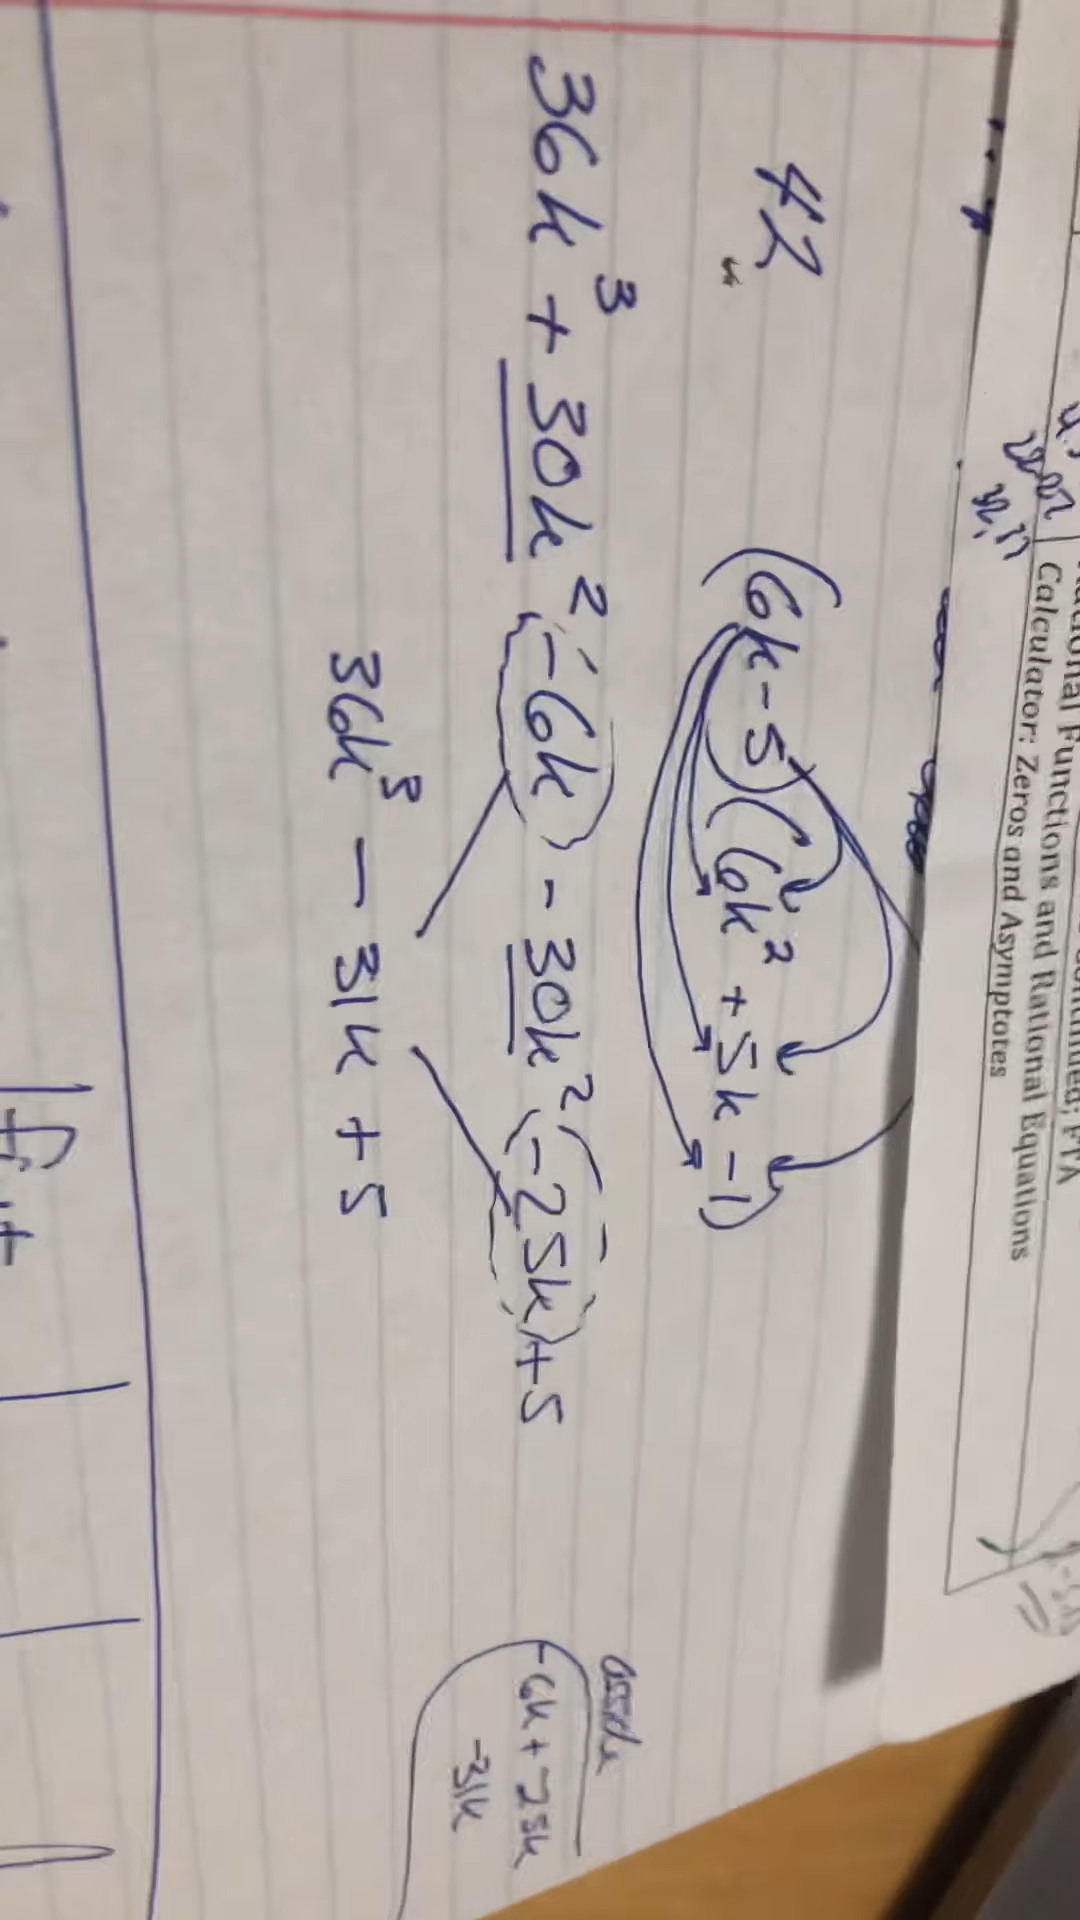 Calculator: Zeros and Asymptotes
Functions and Rational Equations
FTA
42
(6k-5)(6k² + 5k - 1)
36k³ + 30k² - 6k - 30k² - 25k + 5
36k³ - 31k + 5
-6k + -25k
-31k